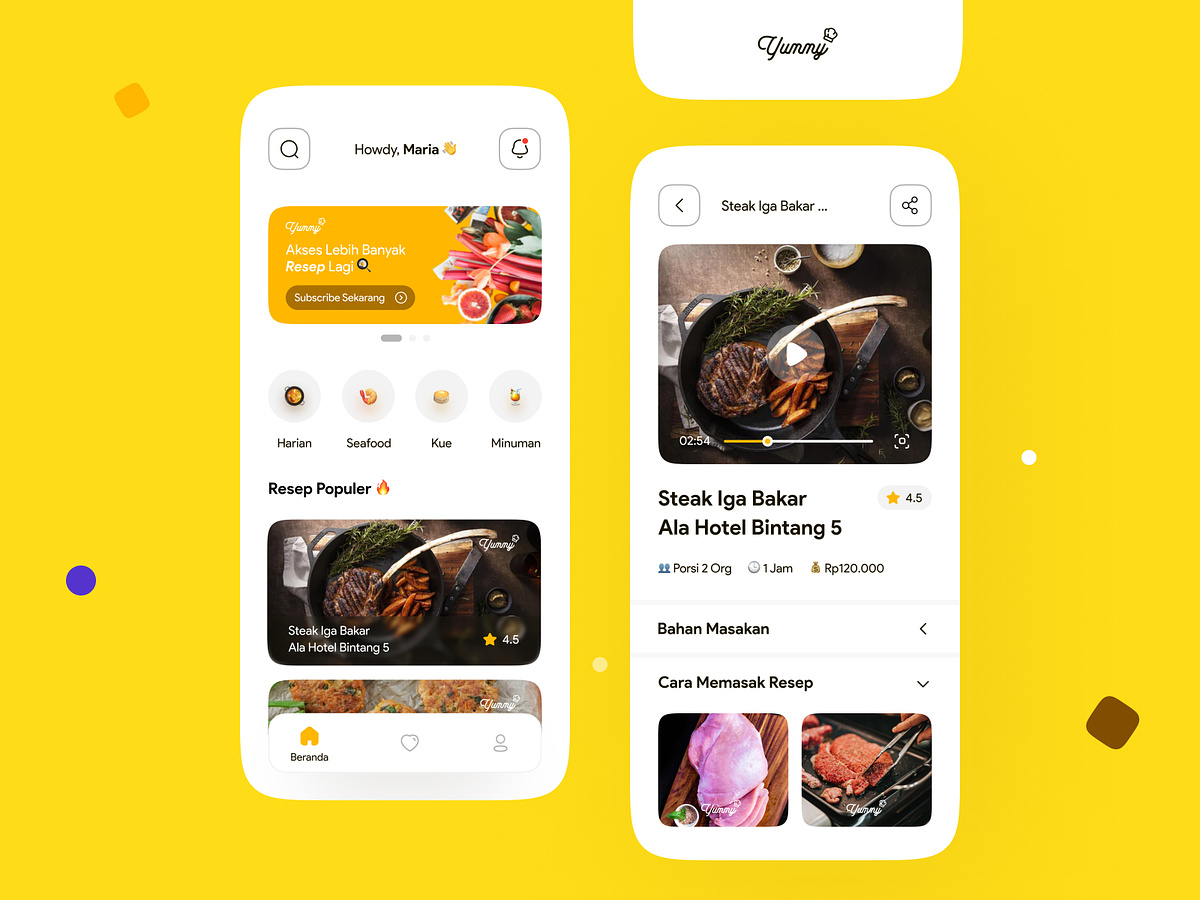 Yummy
Howdy, Maria 👋
Yummy
Akses Lebih Banyak
Resep Lagi 🍳
Subscribe Sekarang
Harian
Seafood
Kue
Minuman
Resep Populer 🔥
Yummy
Steak Iga Bakar
Ala Hotel Bintang 5
4.5
Yummy
Beranda
Steak Iga Bakar ...
02:54
Steak Iga Bakar
Ala Hotel Bintang 5
4.5
Porsi 2 Org
1 Jam
Rp120.000
Bahan Masakan
Cara Memasak Resep
Yummy
Yummy